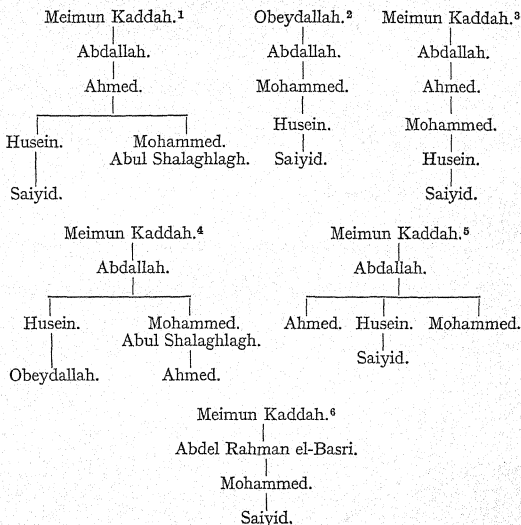 Meimun Kaddah.¹ Obeydallah.² Meimun Kaddah.³
Abdallah. Abdallah. Abdallah.
Ahmed. Mohammed. Ahmed.
Husein. Mohammed.
Husein. Mohammed.
Abul Shalaghlagh. Saiyid. Husein.
Saiyid. Saiyid.
Meimun Kaddah.⁴ Meimun Kaddah.⁵
Abdallah. Abdallah.
Husein. Mohammed. Ahmed. Husein. Mohammed.
Abul Shalaghlagh.
Saiyid.
Obeydallah. Ahmed.
Meimun Kaddah.⁶
Abdel Rahman el-Basri.
Mohammed.
Saiyid.